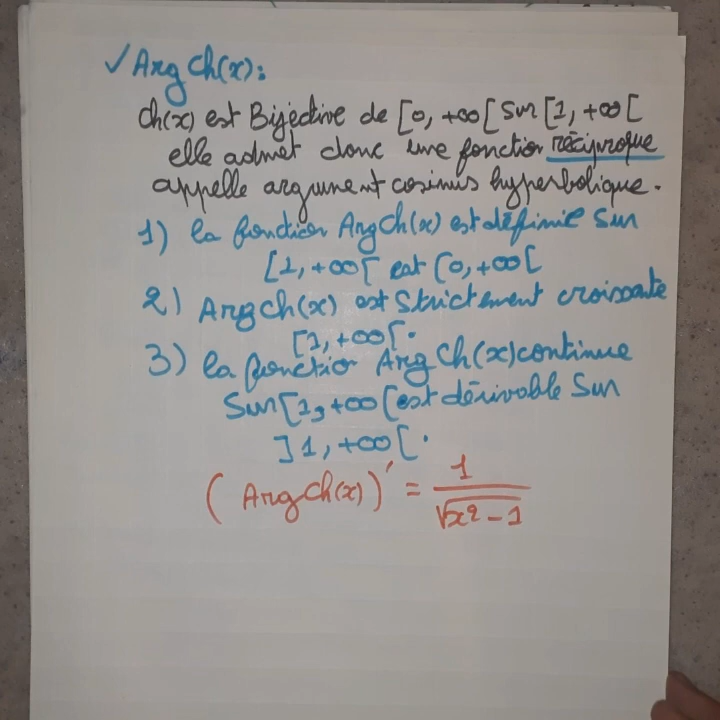 ✓ Arg Ch(x):
Ch(x) est Bijéctive de [0, +∞[ Sur [1, +∞[
elle admet donc une fonction réciproque
appelle argument cosinus hyperbolique.
1) la fonction ArgCh(x) est définie Sur
[1, +∞[ eat [0, +∞[
2) Argch(x) est Strictement croissante
[1, +∞[.
3) la fonction ArgCh(x) continue
Sur [1, +∞[ est dérivable Sur
]1, +∞[.
(ArgCh(x))' = 1/√x²-1